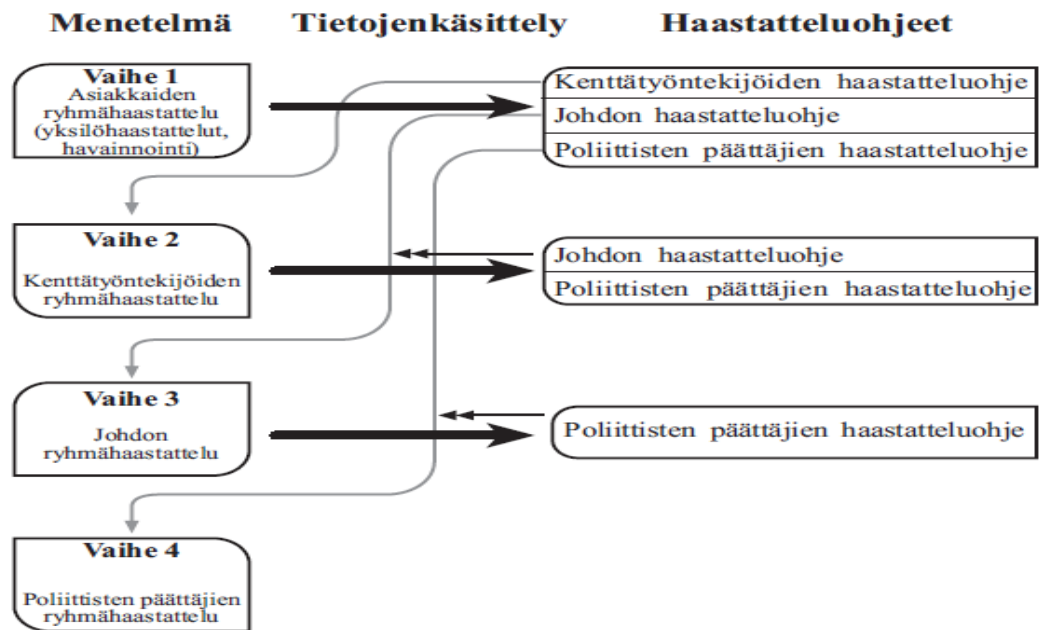 Menetelmä
Tietojenkäsittely
Haastatteluohjeet
Vaihe 1
Asiakkaiden
ryhmähaastattelu
(yksilöhaastattelut,
havainnointi)
Kenttätyöntekijöiden haastatteluohje
Johdon haastatteluohje
Poliittisten päättäjien haastatteluohje
Vaihe 2
Kenttätyöntekijöiden
ryhmähaastattelu
Johdon haastatteluohje
Poliittisten päättäjien haastatteluohje
Vaihe 3
Johdon
ryhmähaastattelu
Poliittisten päättäjien haastatteluohje
Vaihe 4
Poliittisten päättäjien
ryhmähaastattelu